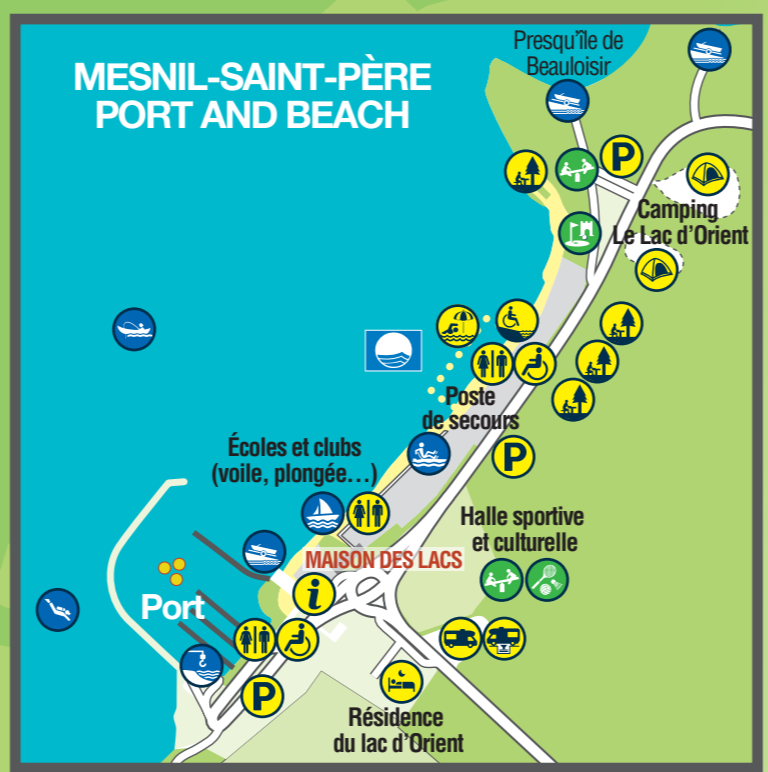 MESNIL-SAINT-PÈRE
PORT AND BEACH
Presqu'île de
Beauloisir
P
Camping
Le Lac d'Orient
Poste
de secours
P
Écoles et clubs
(voile, plongée…)
Halle sportive
et culturelle
MAISON DES LACS
i
Port
P
Résidence
du lac d'Orient